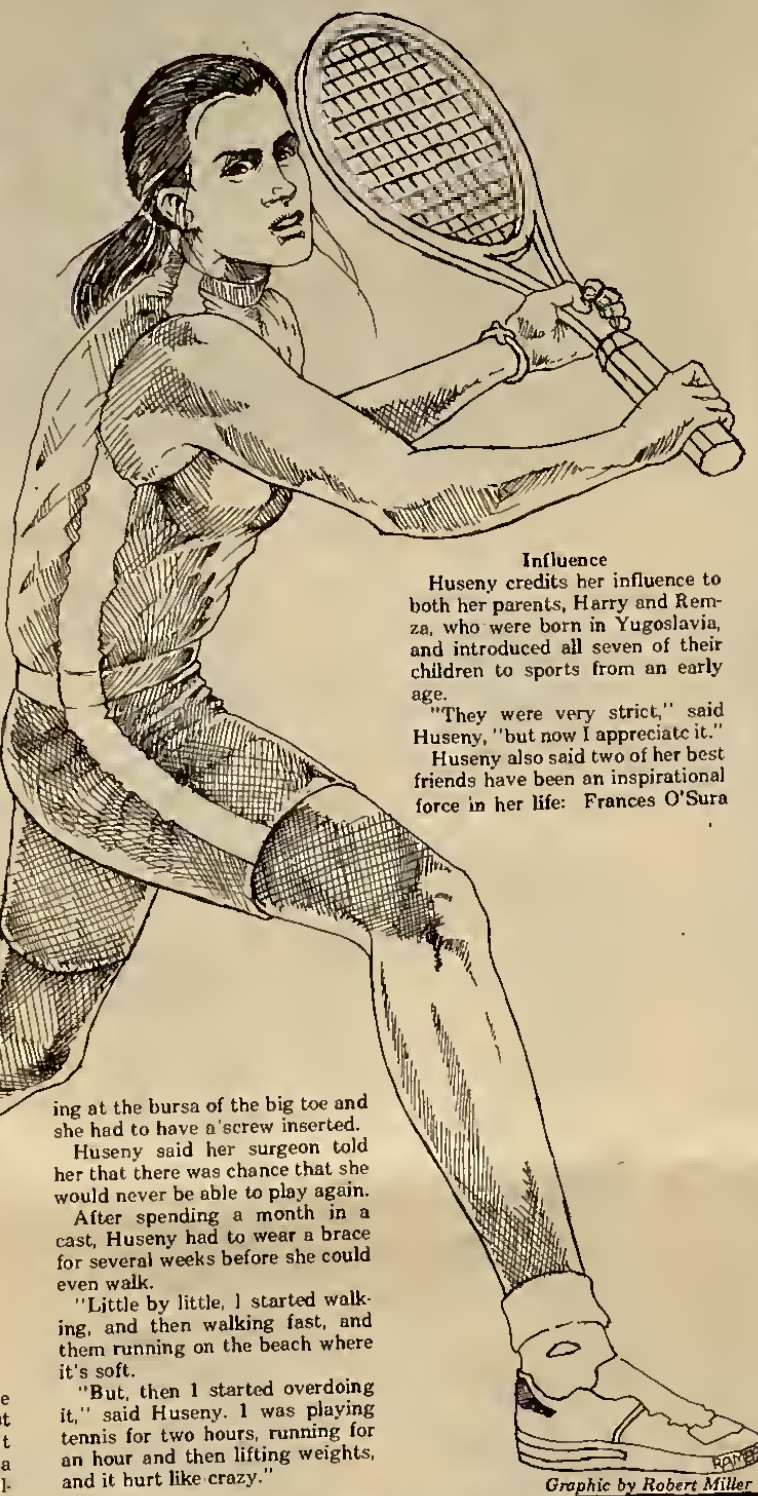 Influence
Huseny credits her influence to
both her parents, Harry and Rem-
za, who were born in Yugoslavia,
and introduced all seven of their
children to sports from an early
age.
"They were very strict," said
Huseny, "but now I appreciate it."
Huseny also said two of her best
friends have been an inspirational
force in her life: Frances O'Sura
ing at the bursa of the big toe and
she had to have a screw inserted.
Huseny said her surgeon told
her that there was chance that she
would never be able to play again.
After spending a month in a
cast, Huseny had to wear a brace
for several weeks before she could
even walk.
"Little by little, I started walk-
ing, and then walking fast, and
them running on the beach where
it's soft.
"But, then I started overdoing
it," said Huseny. I was playing
tennis for two hours, running for
an hour and then lifting weights,
and it hurt like crazy."
Graphic by Robert Miller